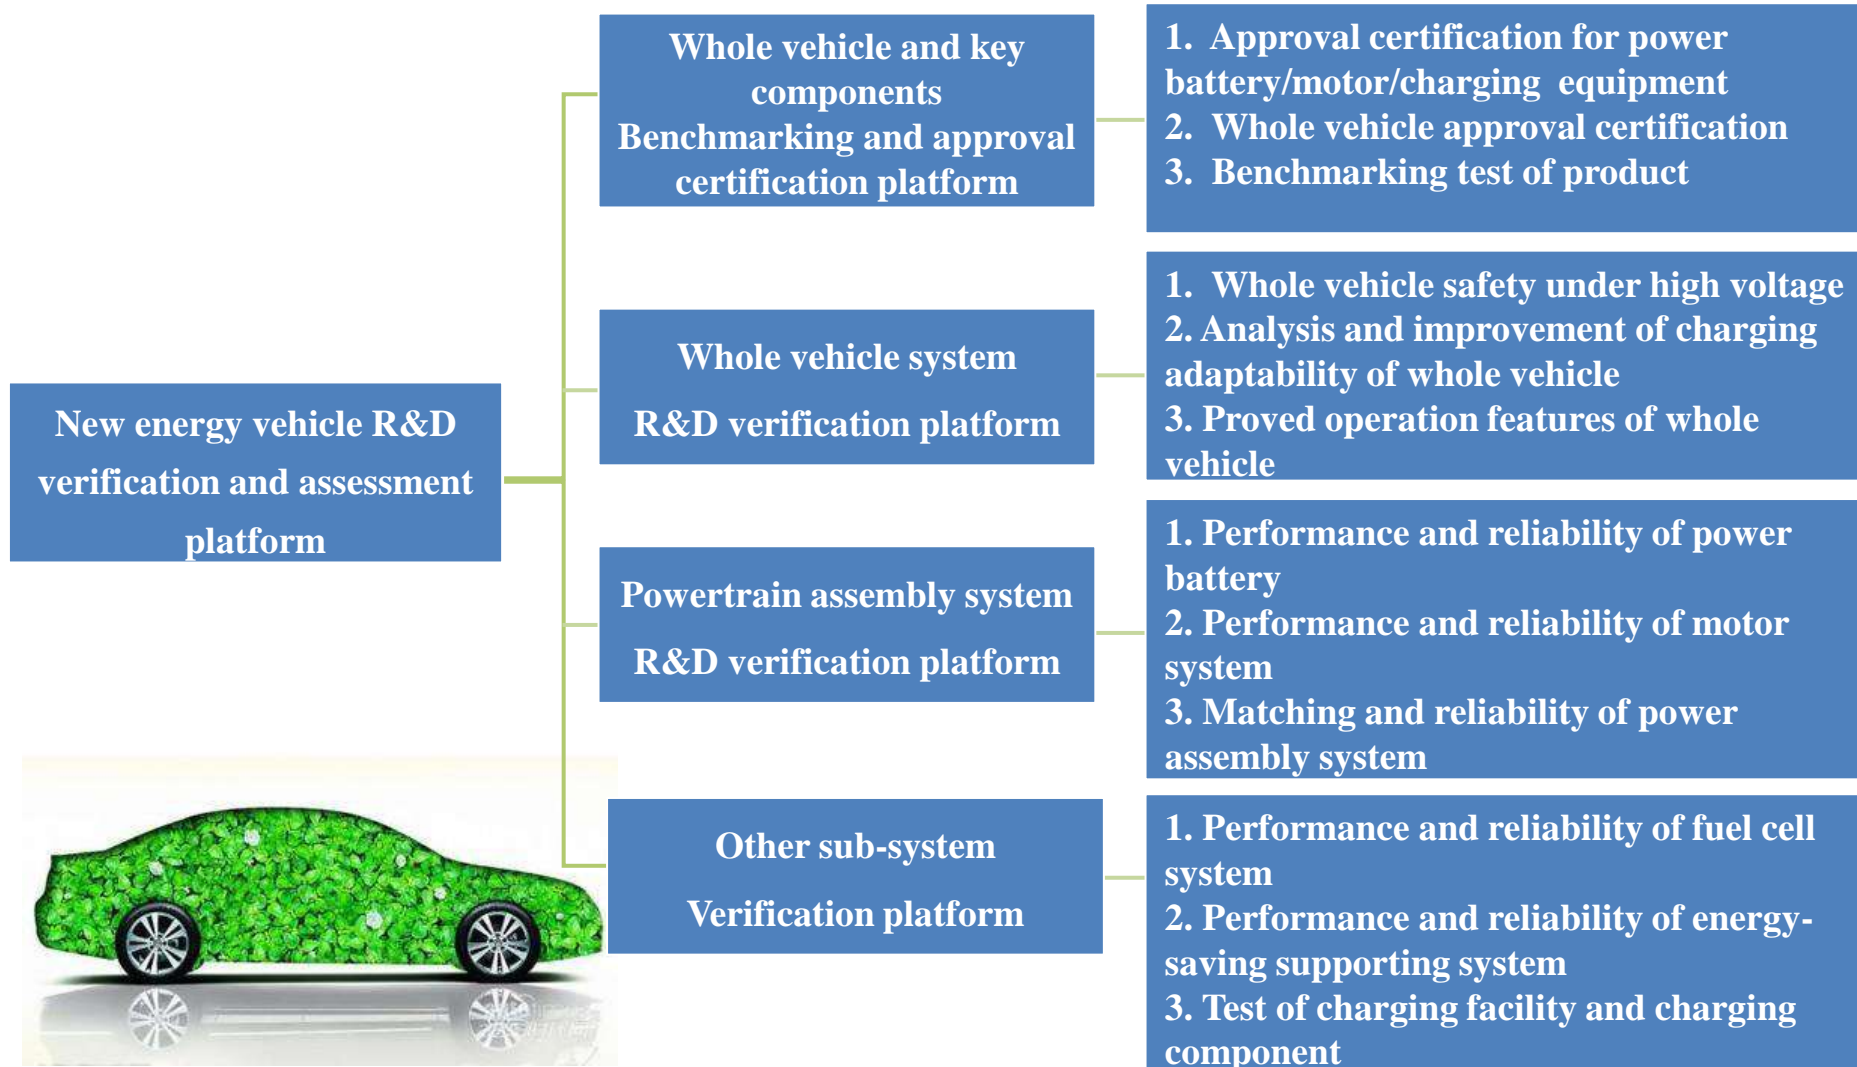 New energy vehicle R&D
verification and assessment
platform
Whole vehicle and key
components
Benchmarking and approval
certification platform
1. Approval certification for power
battery/motor/charging equipment
2. Whole vehicle approval certification
3. Benchmarking test of product
Whole vehicle system
R&D verification platform
1. Whole vehicle safety under high voltage
2. Analysis and improvement of charging
adaptability of whole vehicle
3. Proved operation features of whole
vehicle
Powertrain assembly system
R&D verification platform
1. Performance and reliability of power
battery
2. Performance and reliability of motor
system
3. Matching and reliability of power
assembly system
Other sub-system
Verification platform
1. Performance and reliability of fuel cell
system
2. Performance and reliability of energy-
saving supporting system
3. Test of charging facility and charging
component